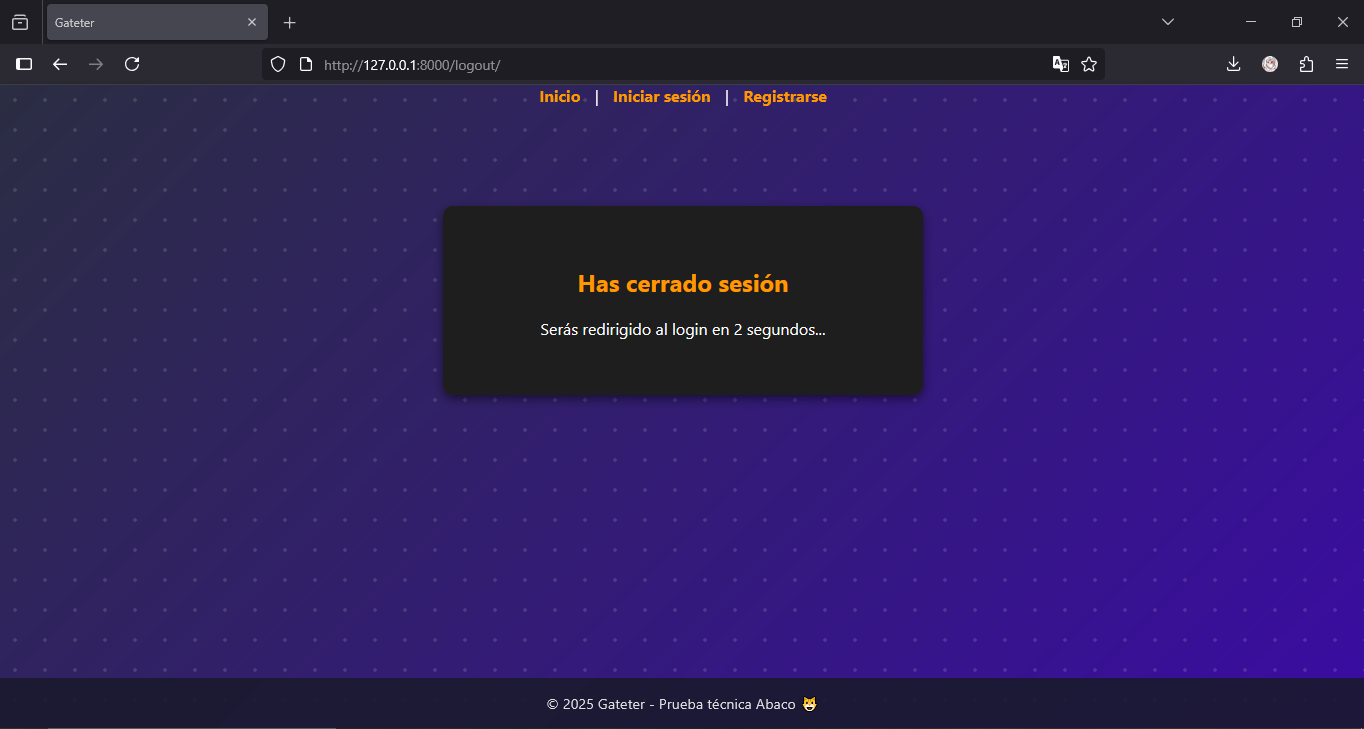 Gateter
http://127.0.0.1:8000/logout/
Inicio | Iniciar sesión | Registrarse
Has cerrado sesión
Serás redirigido al login en 2 segundos...
© 2025 Gateter - Prueba técnica Abaco 😺